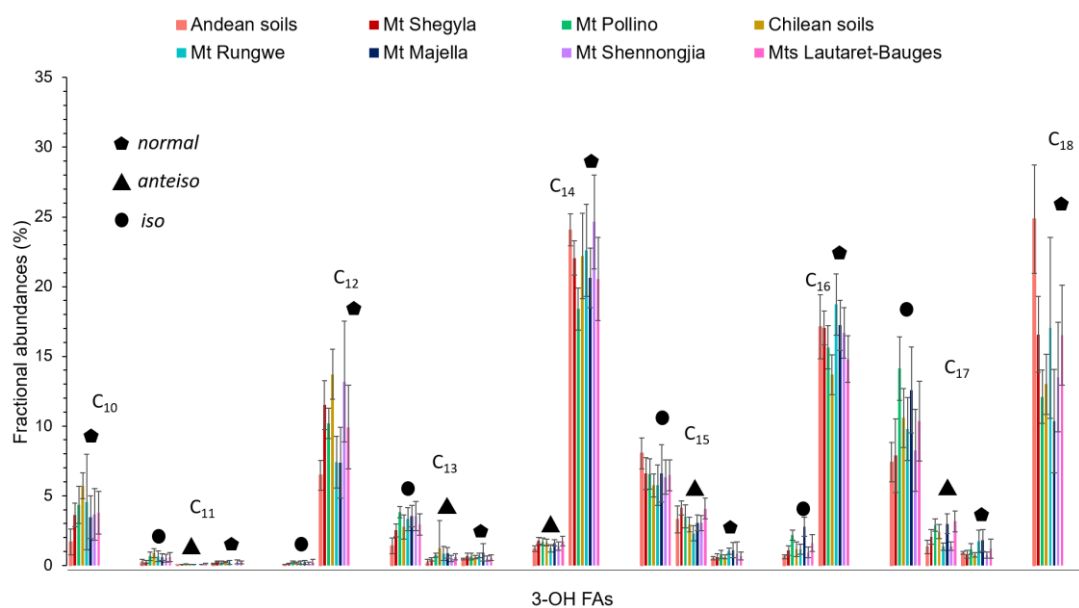 Andean soils Mt Shegyla Mt Pollino Chilean soils
Mt Rungwe Mt Majella Mt Shennongjia Mts Lautaret-Bauges
Fractional abundances (%)
35
30
25
20
15
10
5
0
normal
anteiso
iso
C10
C11
C12
C13
C14
C15
C16
C17
C18
3-OH FAs